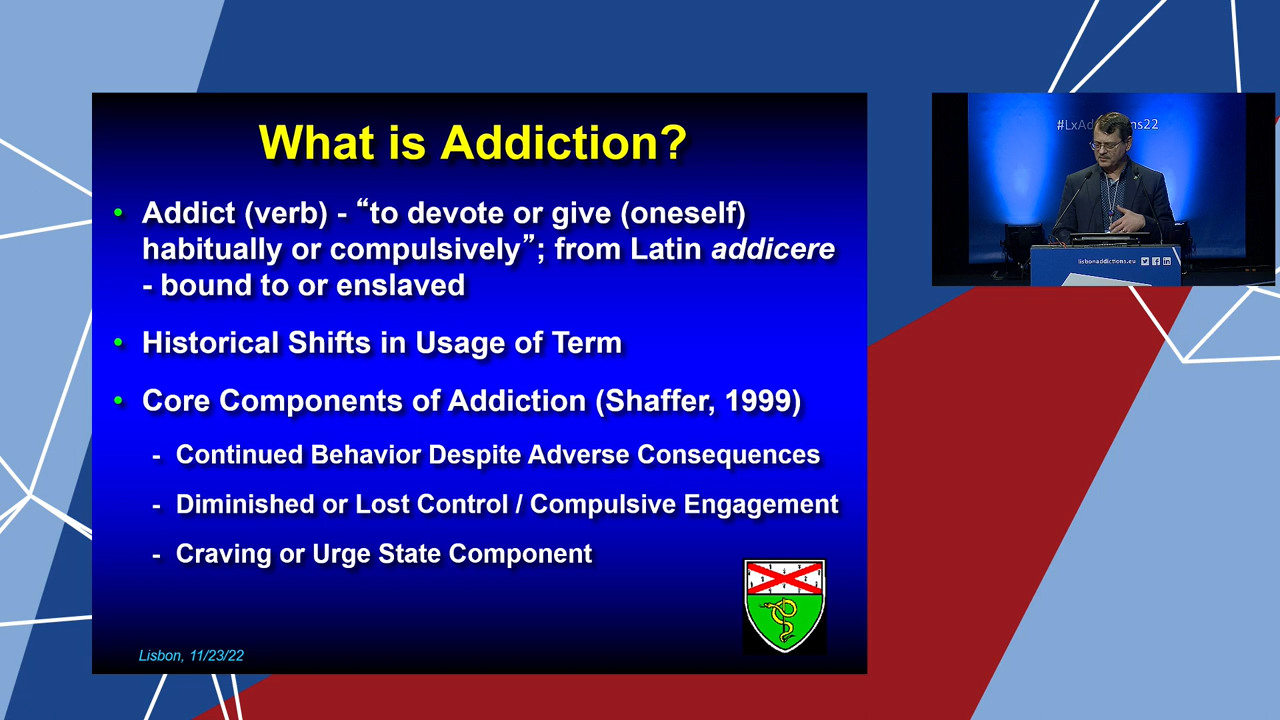 What is Addiction?
• Addict (verb) - “to devote or give (oneself)
habitually or compulsively”; from Latin addicere
- bound to or enslaved
• Historical Shifts in Usage of Term
• Core Components of Addiction (Shaffer, 1999)
- Continued Behavior Despite Adverse Consequences
- Diminished or Lost Control / Compulsive Engagement
- Craving or Urge State Component
Lisbon, 11/23/22
#LxAd ns22
lisbonaddictions.eu